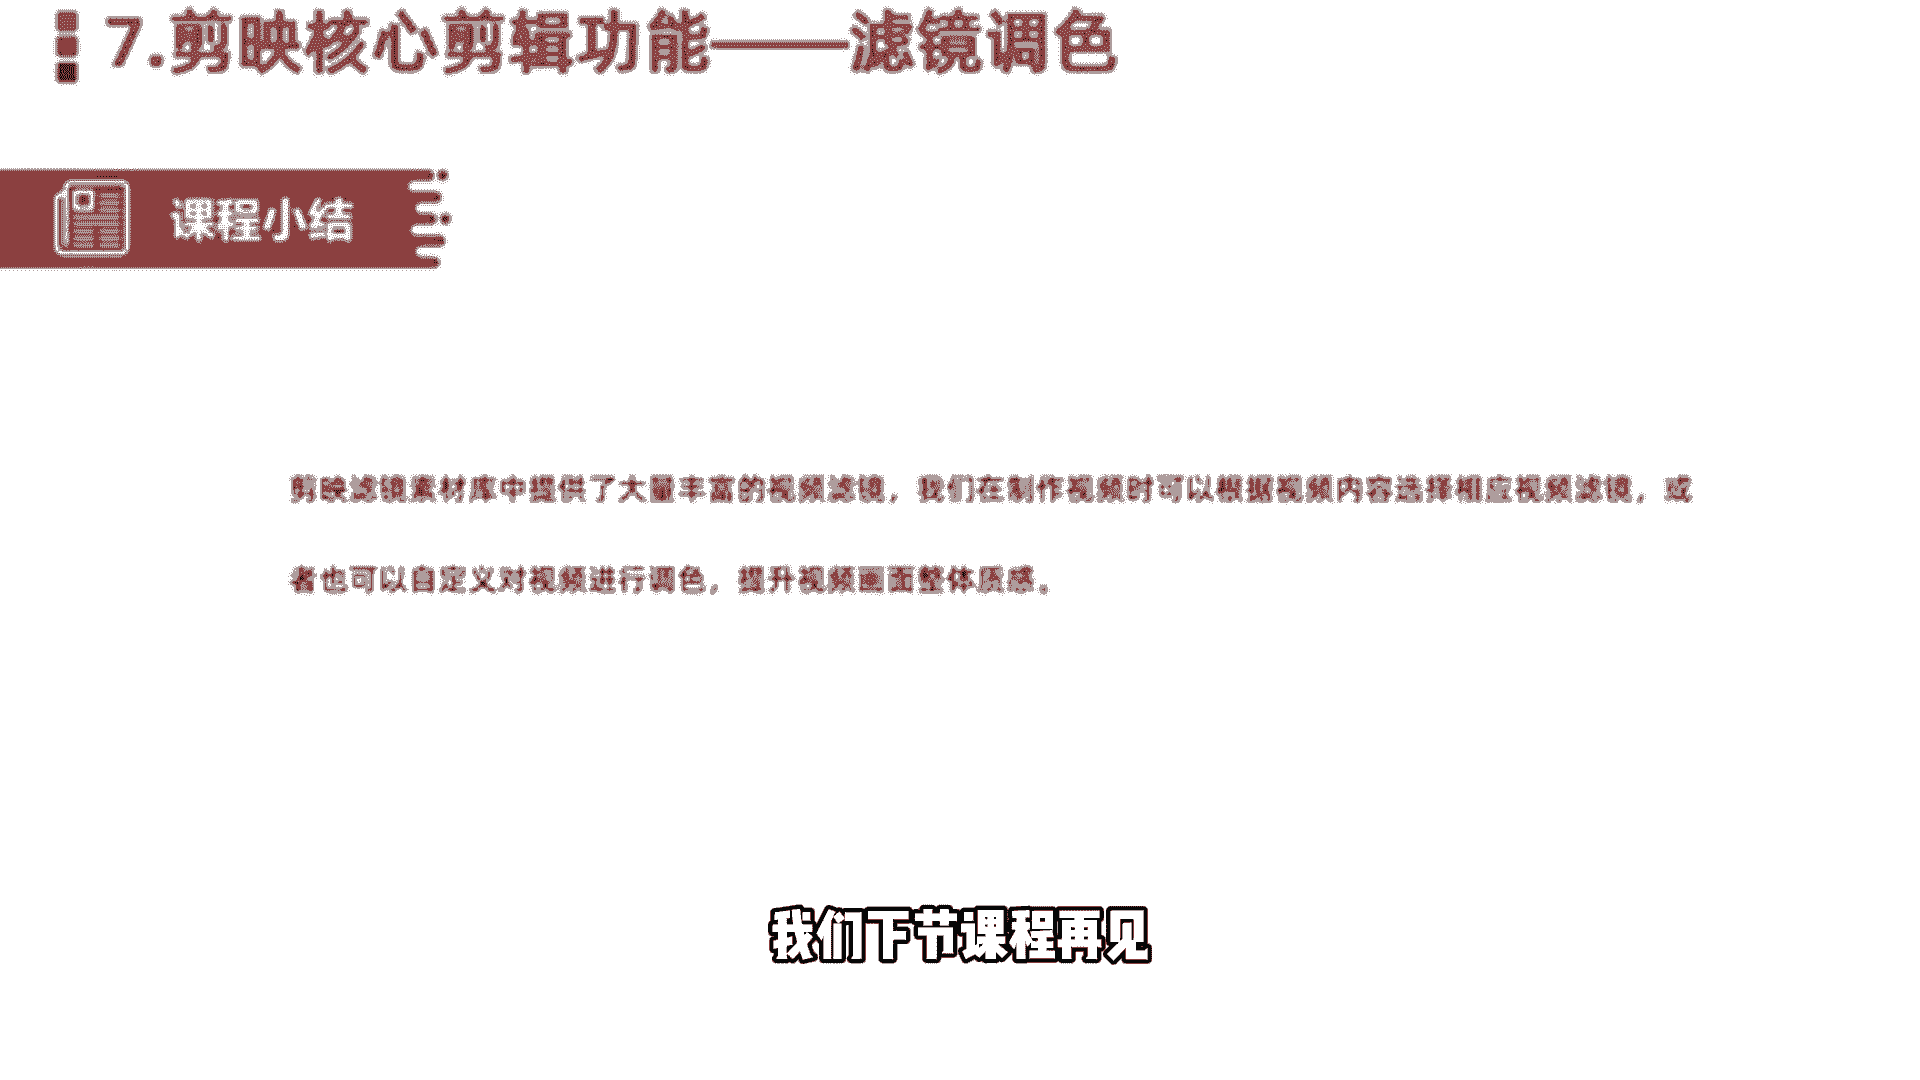 7.剪映核心剪辑功能——滤镜调色
课程小结
剪映滤镜素材库中提供了大量丰富的视频滤镜，我们在制作视频时可以根据视频内容选择相应视频滤镜，或
者也可以自定义对视频进行调色，提升视频画面整体质感。
我们下节课程再见